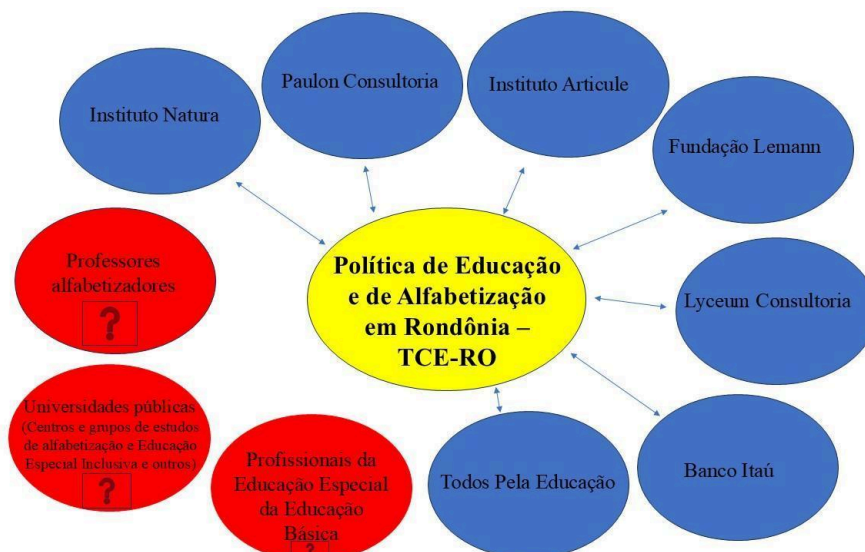 Paulon Consultoria
Instituto Articule
Instituto Natura
Fundação Lemann
Professores
alfabetizadores
?
Política de Educação
e de Alfabetização
em Rondônia –
TCE-RO
Lyceum Consultoria
Universidades públicas
(Centros e grupos de estudos
de alfabetização e Educação
Especial Inclusiva e outros)
?
Profissionais da
Educação Especial
da Educação
Básica
?
Todos Pela Educação
Banco Itaú